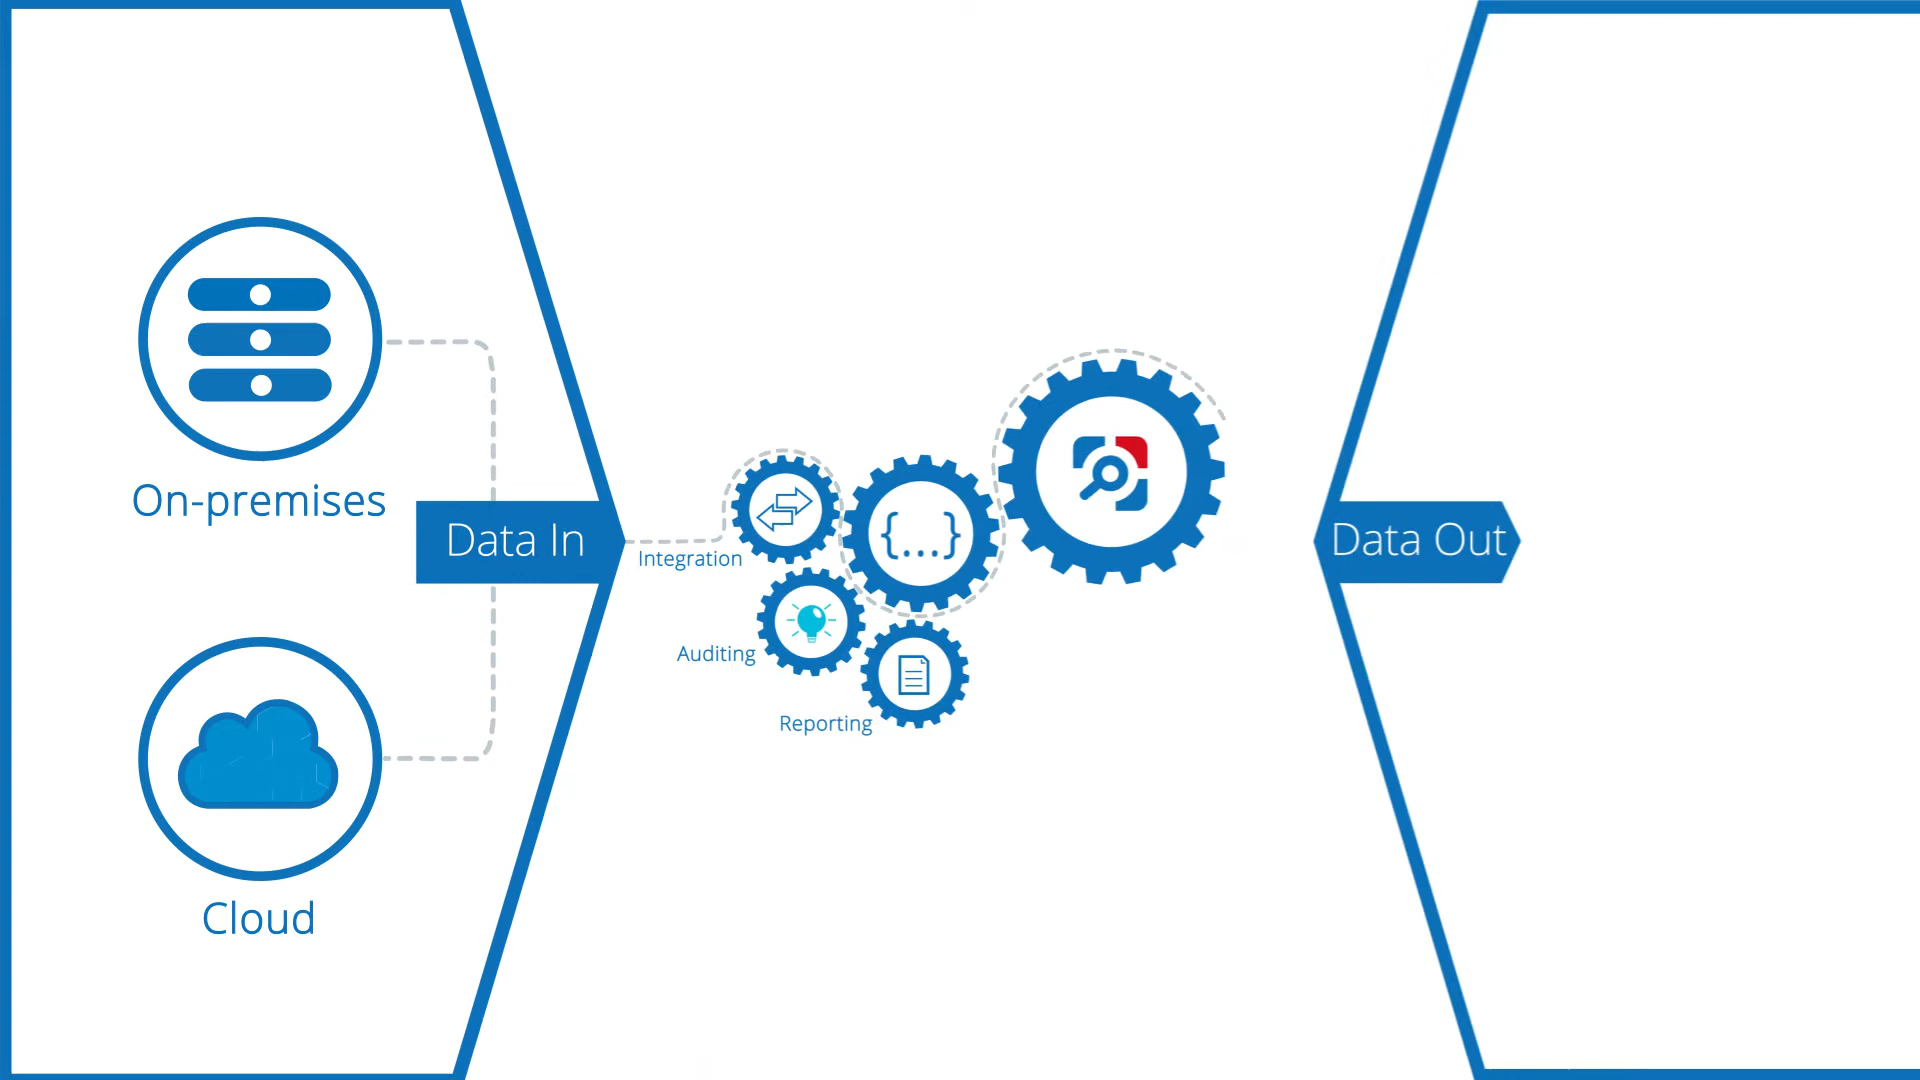 On-premises
Data In
Cloud
Integration
{...}
Auditing
Reporting
Data Out